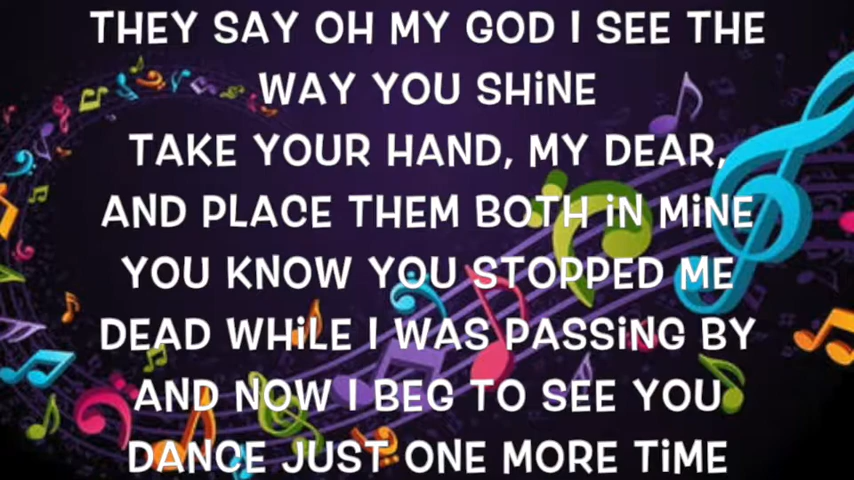 THEY SAY OH MY GOD I SEE THE
WAY YOU SHiNE
TAKE YOUR HAND, MY DEAR,
AND PLACE THEM BOTH iN MiNE
YOU KNOW YOU STOPPED ME
DEAD WHiLE I WAS PASSiNG BY
AND NOW I BEG TO SEE YOU
DANCE JUST ONE MORE TiME